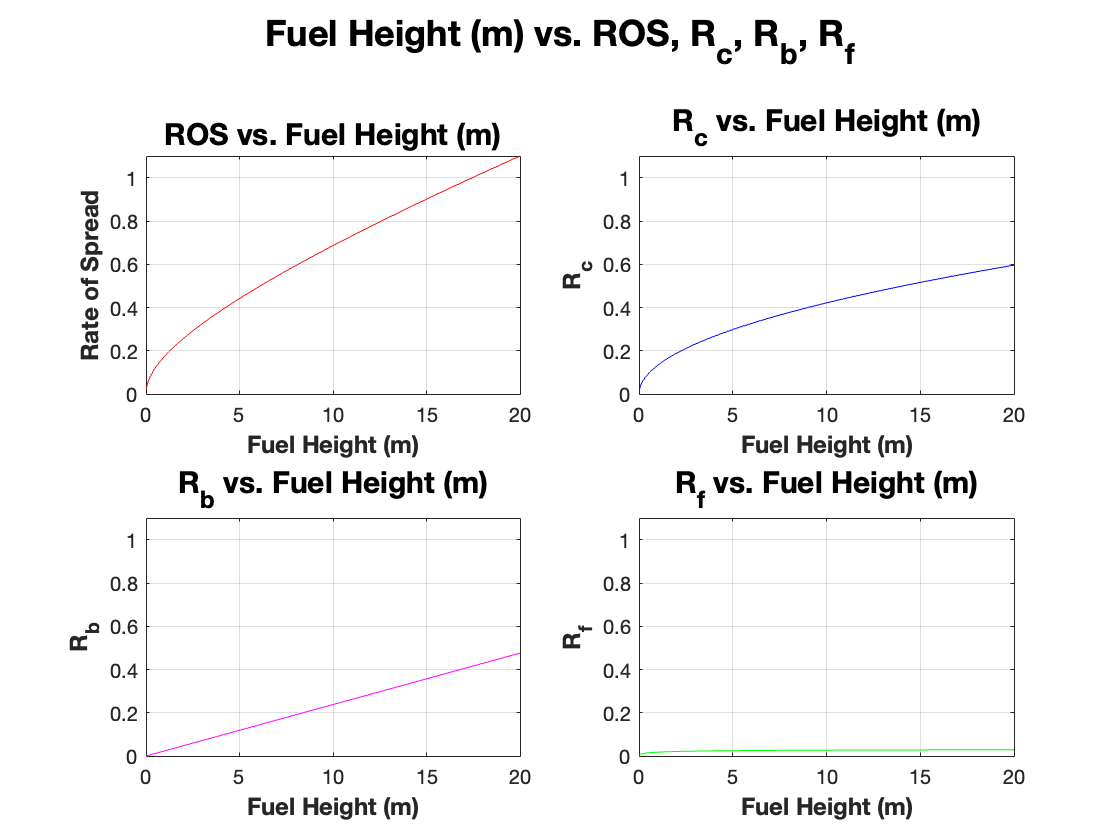 Fuel Height (m) vs. ROS, R_c, R_b, R_f
ROS vs. Fuel Height (m)
Rate of Spread
1
0.8
0.6
0.4
0.2
0
0 5 10 15 20
Fuel Height (m)
R_c vs. Fuel Height (m)
R_c
1
0.8
0.6
0.4
0.2
0
0 5 10 15 20
Fuel Height (m)
R_b vs. Fuel Height (m)
R_b
1
0.8
0.6
0.4
0.2
0
0 5 10 15 20
Fuel Height (m)
R_f vs. Fuel Height (m)
R_f
1
0.8
0.6
0.4
0.2
0
0 5 10 15 20
Fuel Height (m)